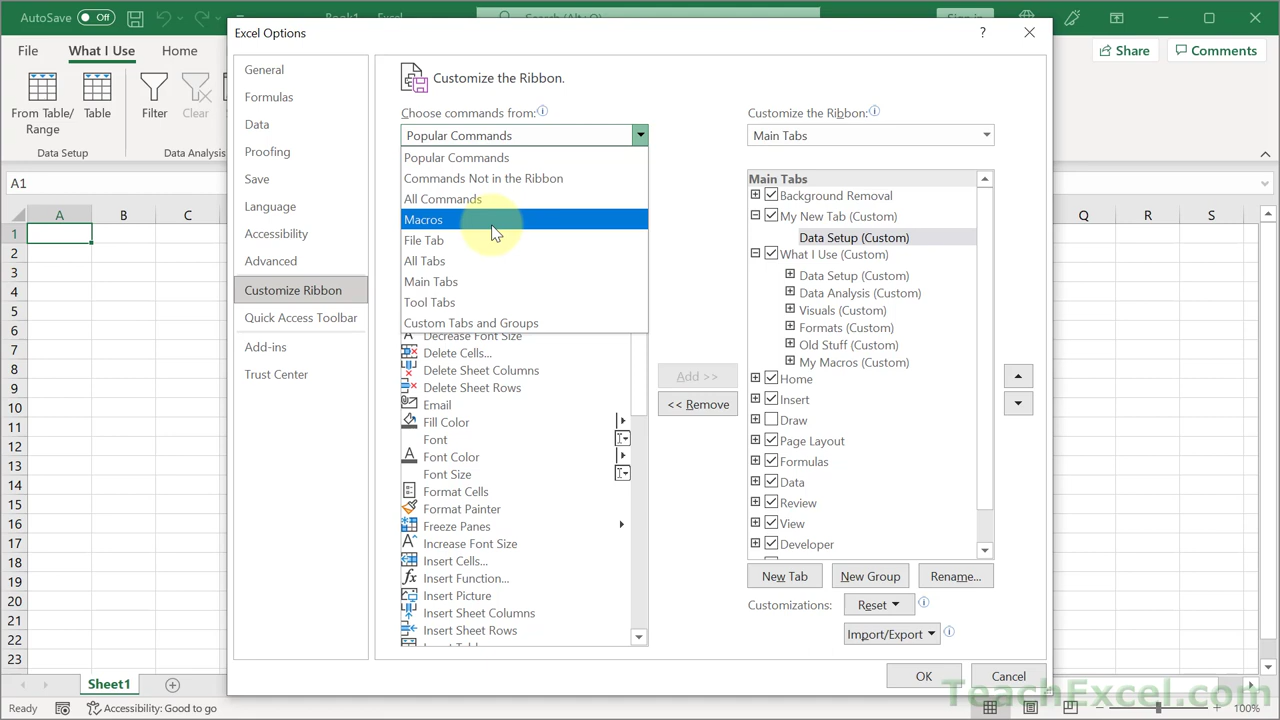 AutoSave Off Book1 Excel Search (Alt+Q) Sign in
Excel Options ?
File What I Use Home Share Comments
From Table/
Range
Table
Filter
Clear
Data Setup Data Analysis
A1
A B C Q R S
1
2
3
4
5
6
7
8
9
10
11
12
13
14
15
16
17
18
19
20
21
22
23
General
Formulas
Data
Proofing
Save
Language
Accessibility
Advanced
Customize Ribbon
Quick Access Toolbar
Add-ins
Trust Center
Customize the Ribbon.
Choose commands from:
Popular Commands
Popular Commands
Commands Not in the Ribbon
All Commands
Macros
File Tab
All Tabs
Main Tabs
Tool Tabs
Custom Tabs and Groups
Decrease Font Size
Delete Cells...
Delete Sheet Columns
Delete Sheet Rows
Email
Fill Color
Font
Font Color
Font Size
Format Cells
Format Painter
Freeze Panes
Increase Font Size
Insert Cells...
Insert Function...
Insert Picture
Insert Sheet Columns
Insert Sheet Rows
Add >>
<< Remove
Customize the Ribbon:
Main Tabs
Main Tabs
Background Removal
My New Tab (Custom)
Data Setup (Custom)
What I Use (Custom)
Data Setup (Custom)
Data Analysis (Custom)
Visuals (Custom)
Formats (Custom)
Old Stuff (Custom)
My Macros (Custom)
Home
Insert
Draw
Page Layout
Formulas
Data
Review
View
Developer
New Tab New Group Rename...
Customizations: Reset
Import/Export
OK Cancel
Sheet1
Ready Accessibility: Good to go 100%
TeachExcel.com